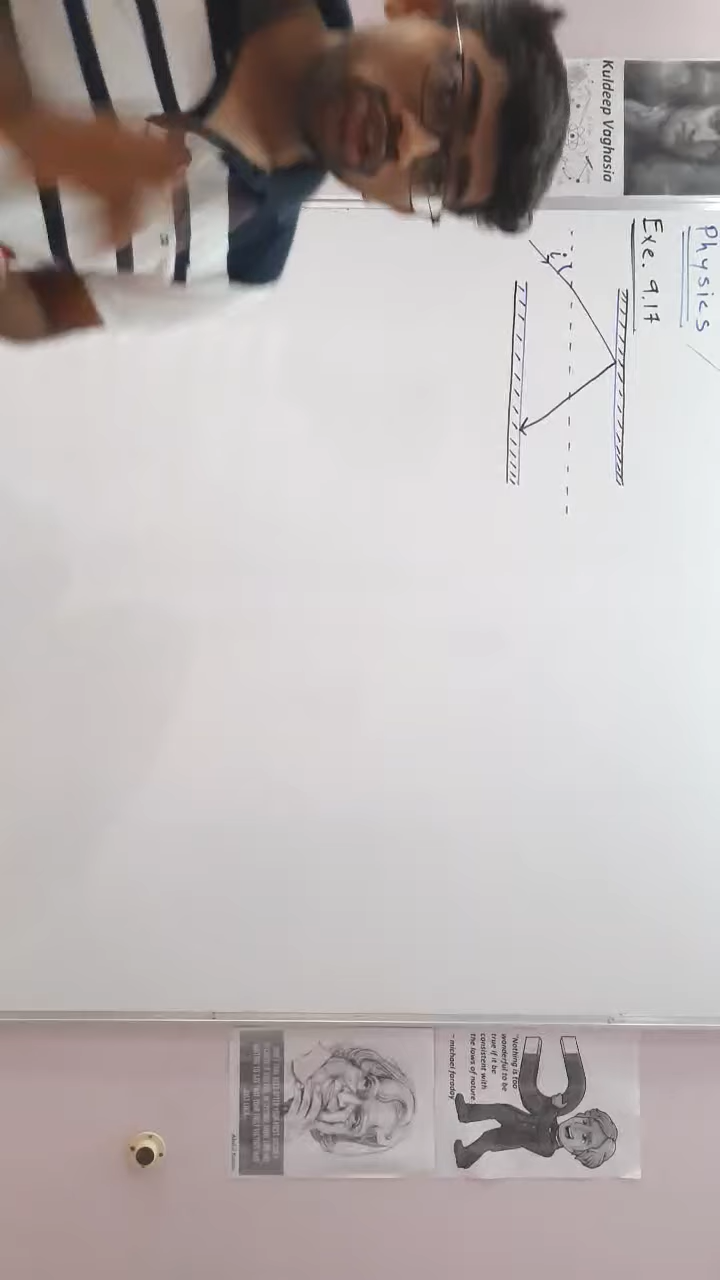 Kuldeep Vaghasia
Physics
Exe. 9.17
i
"Nothing is too
wonderful to be
true if it be
consistent with
the laws of nature.
- michael faraday